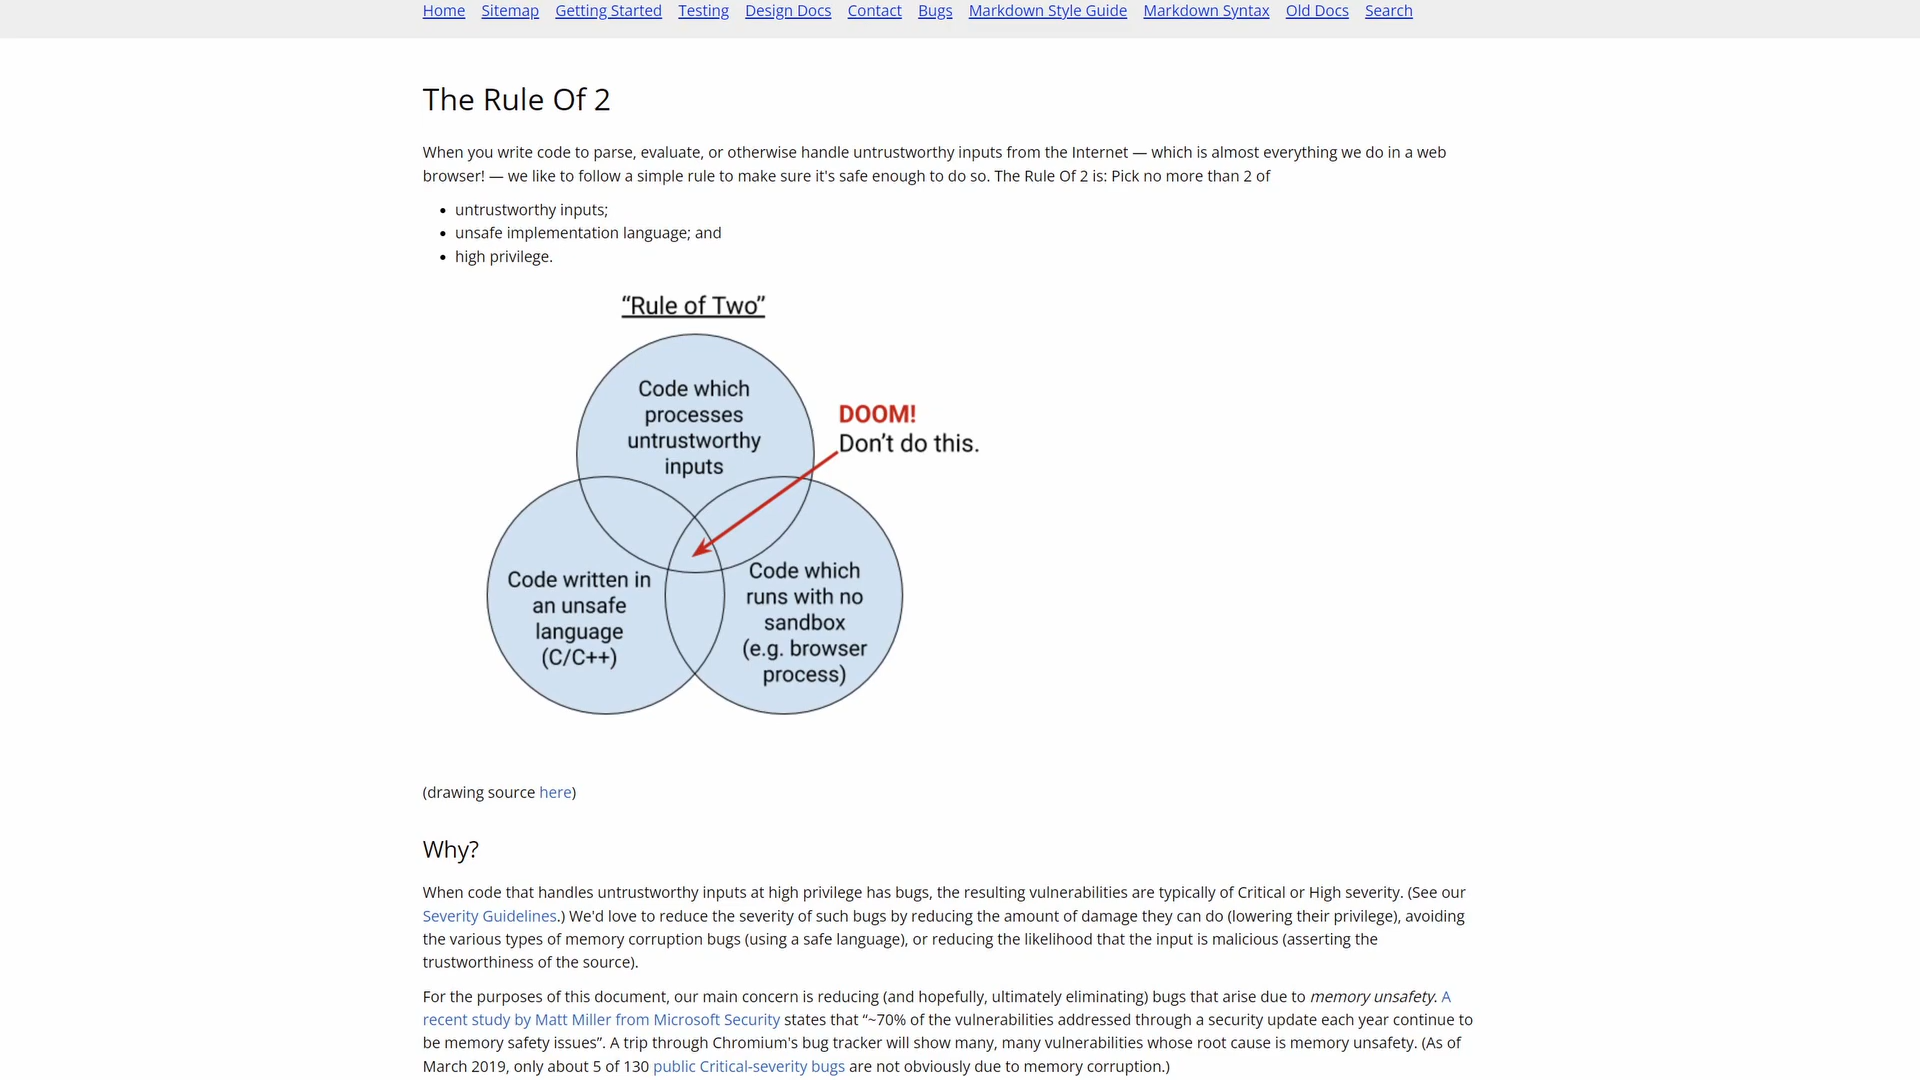 Home Sitemap Getting Started Testing Design Docs Contact Bugs Markdown Style Guide Markdown Syntax Old Docs Search
The Rule Of 2
When you write code to parse, evaluate, or otherwise handle untrustworthy inputs from the Internet — which is almost everything we do in a web
browser! — we like to follow a simple rule to make sure it's safe enough to do so. The Rule Of 2 is: Pick no more than 2 of
• untrustworthy inputs;
• unsafe implementation language; and
• high privilege.
“Rule of Two”
Code which
processes
untrustworthy
inputs
DOOM!
Don’t do this.
Code written in
an unsafe
language
(C/C++)
Code which
runs with no
sandbox
(e.g. browser
process)
(drawing source here)
Why?
When code that handles untrustworthy inputs at high privilege has bugs, the resulting vulnerabilities are typically of Critical or High severity. (See our
Severity Guidelines.) We'd love to reduce the severity of such bugs by reducing the amount of damage they can do (lowering their privilege), avoiding
the various types of memory corruption bugs (using a safe language), or reducing the likelihood that the input is malicious (asserting the
trustworthiness of the source).
For the purposes of this document, our main concern is reducing (and hopefully, ultimately eliminating) bugs that arise due to memory unsafety. A
recent study by Matt Miller from Microsoft Security states that “~70% of the vulnerabilities addressed through a security update each year continue to
be memory safety issues”. A trip through Chromium's bug tracker will show many, many vulnerabilities whose root cause is memory unsafety. (As of
March 2019, only about 5 of 130 public Critical-severity bugs are not obviously due to memory corruption.)